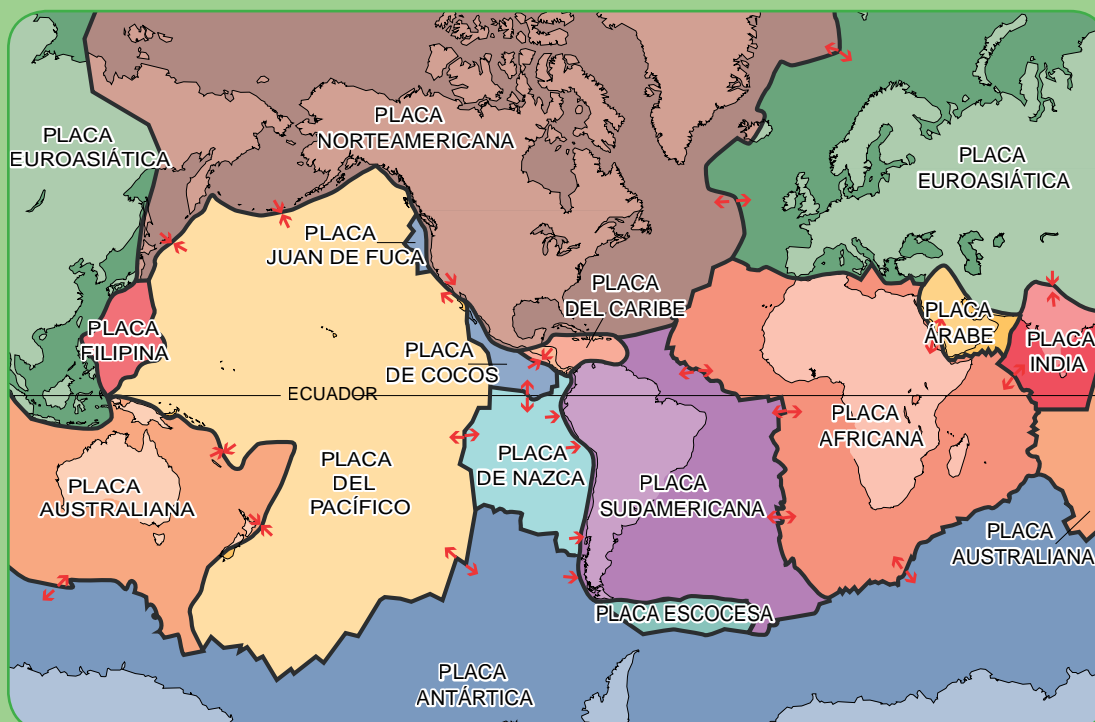 PLACA
NORTEAMERICANA
PLACA
EUROASIÁTICA
PLACA
EUROASIÁTICA
PLACA
JUAN DE FUCA
PLACA
DEL CARIBE
PLACA
FILIPINA
PLACA
ÁRABE
PLACA
INDIA
PLACA
DE COCOS
ECUADOR
PLACA
AFRICANA
PLACA
DE NAZCA
PLACA
DEL
PACÍFICO
PLACA
AUSTRALIANA
PLACA
SUDAMERICANA
PLACA
AUSTRALIANA
PLACA ESCOCESA
PLACA
ANTÁRTICA